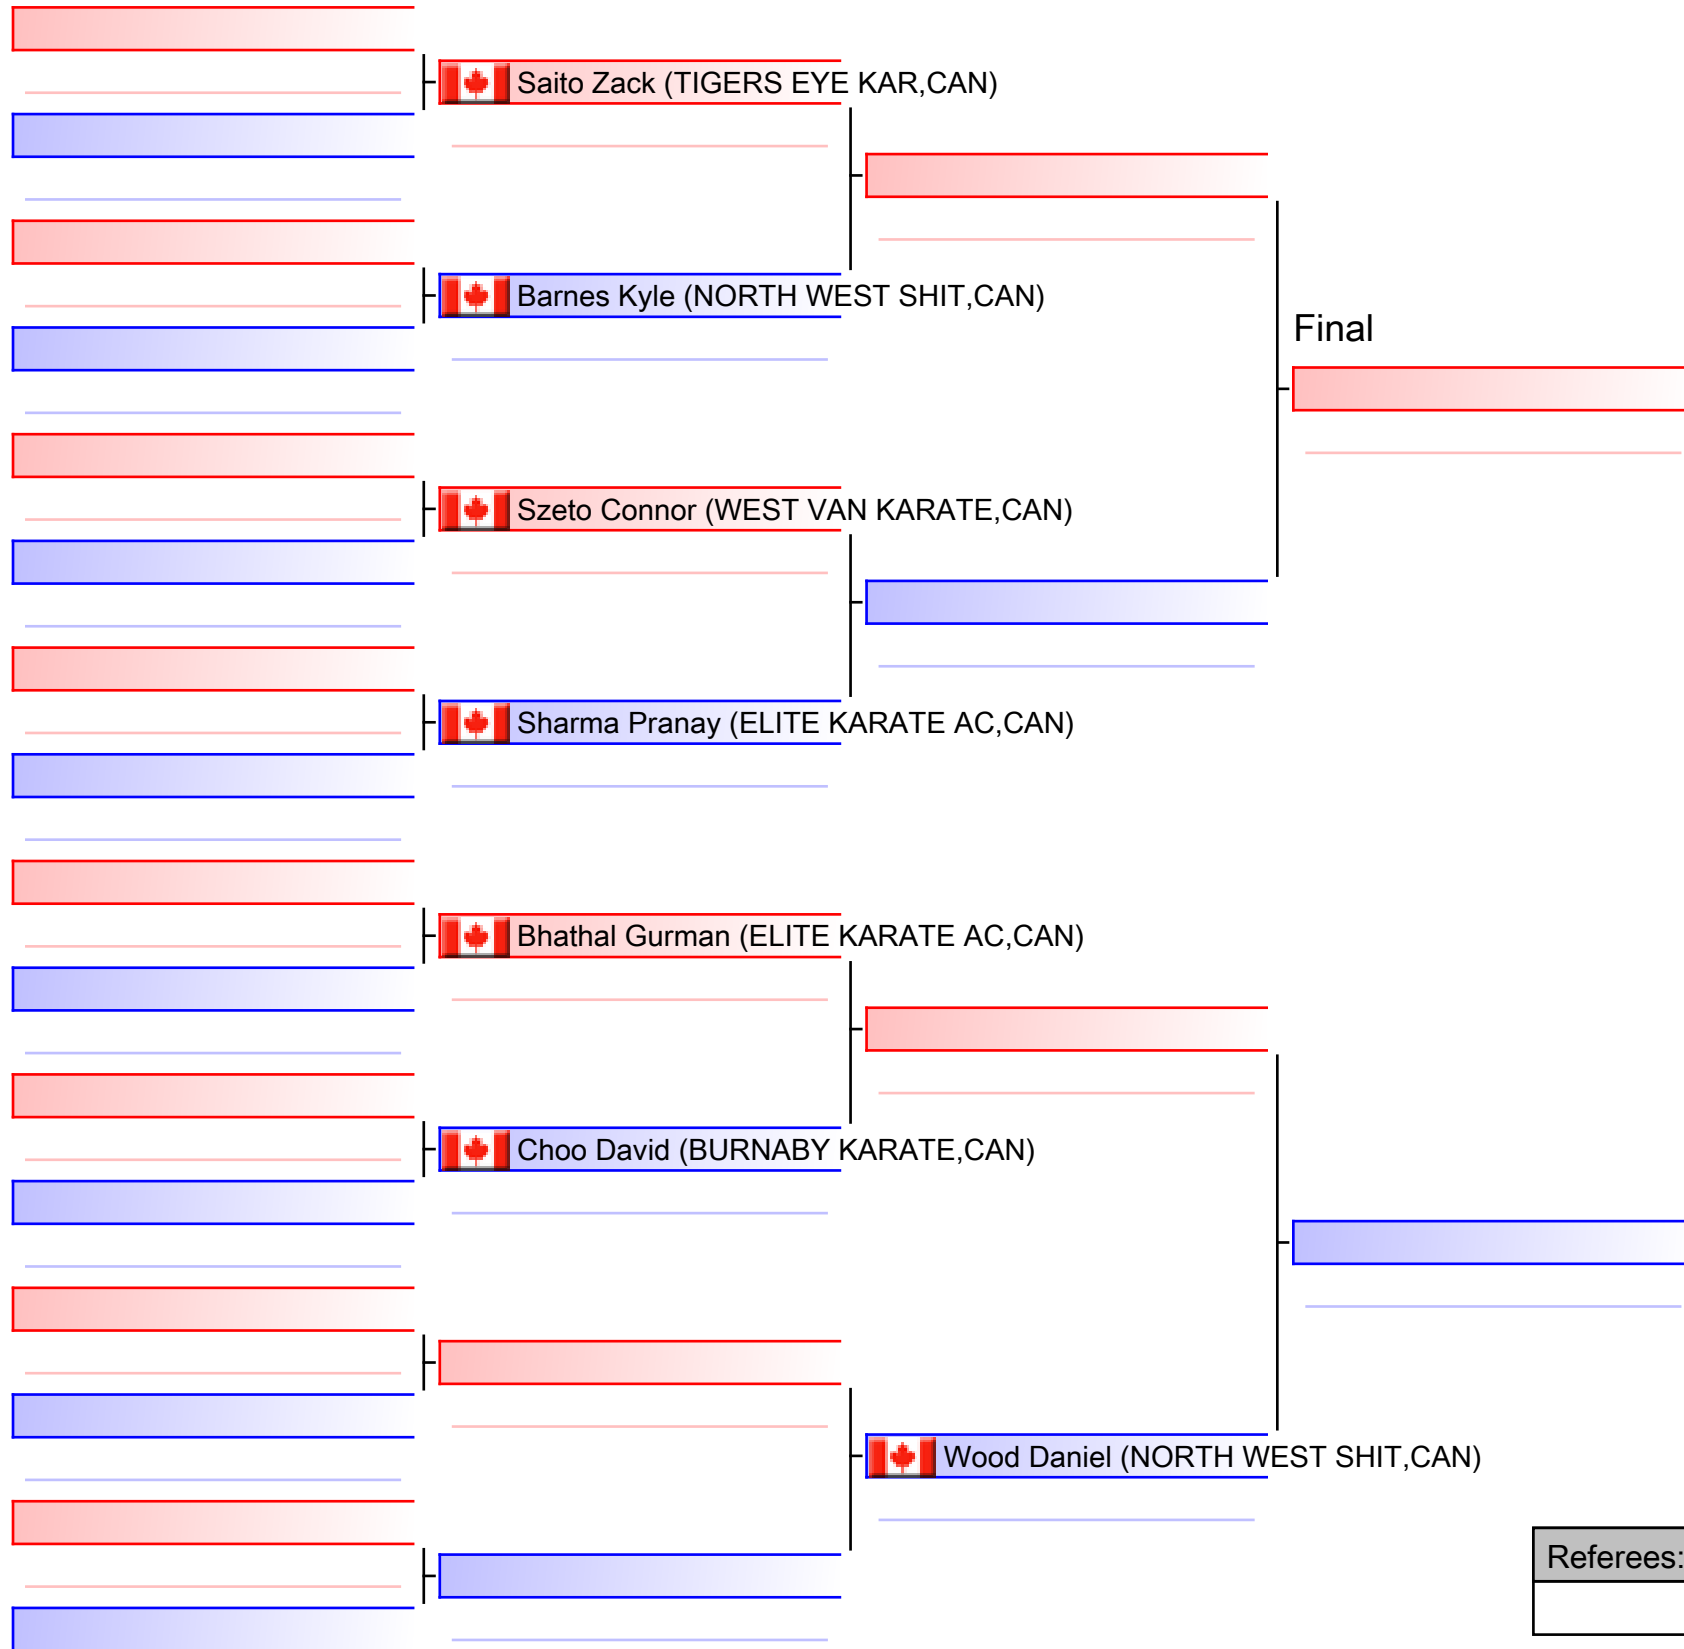 Saito Zack (TIGERS EYE KAR,CAN)
Barnes Kyle (NORTH WEST SHIT,CAN)
Final
Szeto Connor (WEST VAN KARATE,CAN)
Sharma Pranay (ELITE KARATE AC,CAN)
Bhathal Gurman (ELITE KARATE AC,CAN)
Choo David (BURNABY KARATE,CAN)
Wood Daniel (NORTH WEST SHIT,CAN)
Referees: